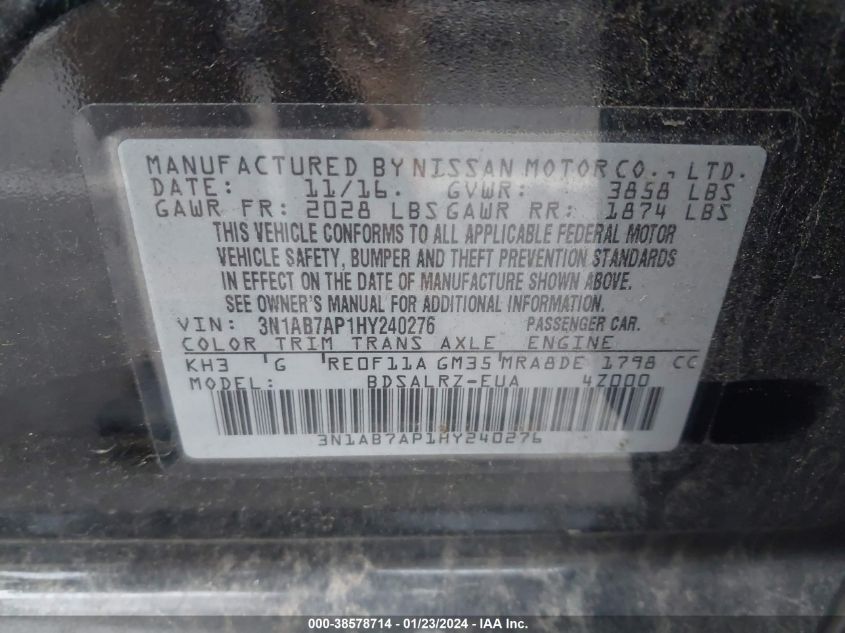 MANUFACTURED BY NISSAN MOTOR CO., LTD.
DATE: 11/16. GVWR: 3858 LBS
GAWR FR: 2028 LBS GAWR RR: 1874 LBS
THIS VEHICLE CONFORMS TO ALL APPLICABLE FEDERAL MOTOR
VEHICLE SAFETY, BUMPER AND THEFT PREVENTION STANDARDS
IN EFFECT ON THE DATE OF MANUFACTURE SHOWN ABOVE.
SEE OWNER'S MANUAL FOR ADDITIONAL INFORMATION.
VIN: 3N1AB7AP1HY240276 PASSENGER CAR.
COLOR TRIM TRANS AXLE ENGINE
KH3 G RE0F11A GM35 MRA8DE 1798 CC
MODEL: BDSALRZ-EUA 4Z000
3N1AB7AP1HY240276
000-38578714 - 01/23/2024 - IAA Inc.